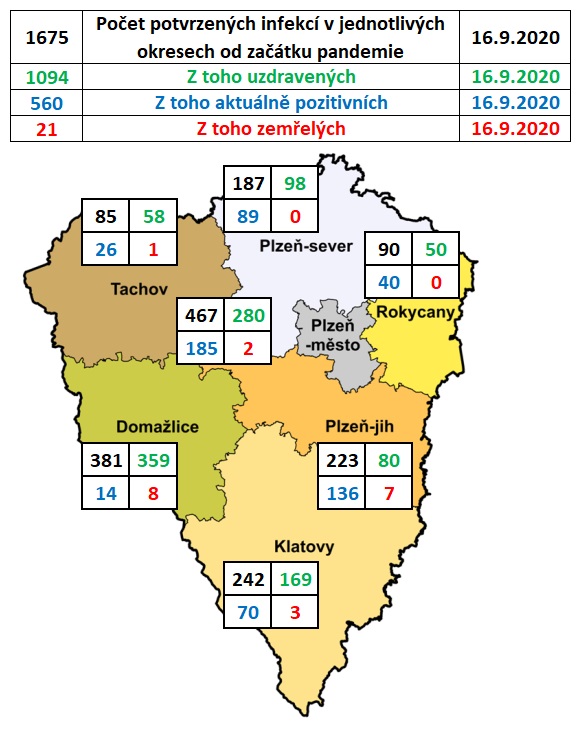 1675 Počet potvrzených infekcí v jednotlivých okresech od začátku pandemie 16.9.2020
1094 Z toho uzdravených 16.9.2020
560 Z toho aktuálně pozitivních 16.9.2020
21 Z toho zemřelých 16.9.2020
187 98
89 0
Plzeň-sever
85 58
26 1
Tachov
90 50
40 0
Rokycany
467 280
185 2
Plzeň
-město
Domažlice
381 359
14 8
Plzeň-jih
223 80
136 7
Klatovy
242 169
70 3